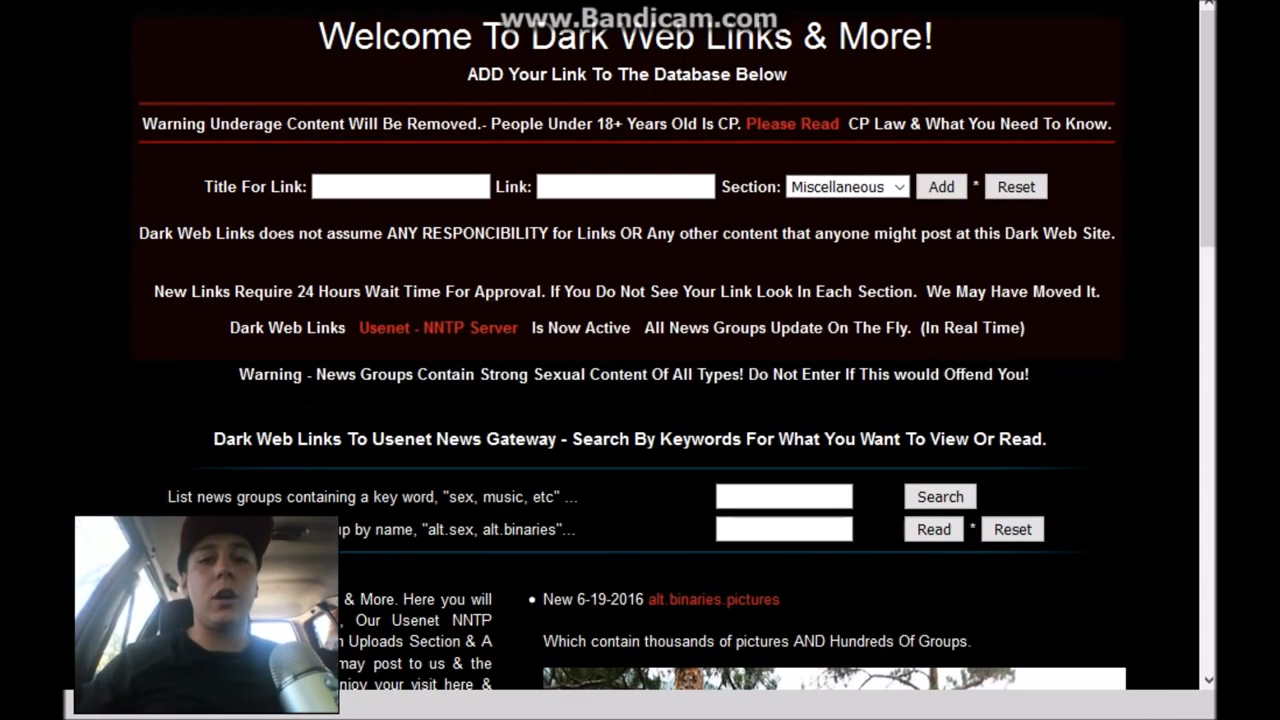 www.Bandicam.com
Welcome To Dark Web Links & More!
ADD Your Link To The Database Below
Warning Underage Content Will Be Removed.- People Under 18+ Years Old Is CP. Please Read CP Law & What You Need To Know.
Title For Link: Link: Section: Miscellaneous Add * Reset
Dark Web Links does not assume ANY RESPONCIBILITY for Links OR Any other content that anyone might post at this Dark Web Site.
New Links Require 24 Hours Wait Time For Approval. If You Do Not See Your Link Look In Each Section. We May Have Moved It.
Dark Web Links Usenet - NNTP Server Is Now Active All News Groups Update On The Fly. (In Real Time)
Warning - News Groups Contain Strong Sexual Content Of All Types! Do Not Enter If This would Offend You!
Dark Web Links To Usenet News Gateway - Search By Keywords For What You Want To View Or Read.
List news groups containing a key word, "sex, music, etc" ... Search
up by name, "alt.sex, alt.binaries"... Read * Reset
& More. Here you will
, Our Usenet NNTP
Uploads Section & A
may post to us & the
enjoy your visit here &
• New 6-19-2016 alt.binaries.pictures
Which contain thousands of pictures AND Hundreds Of Groups.